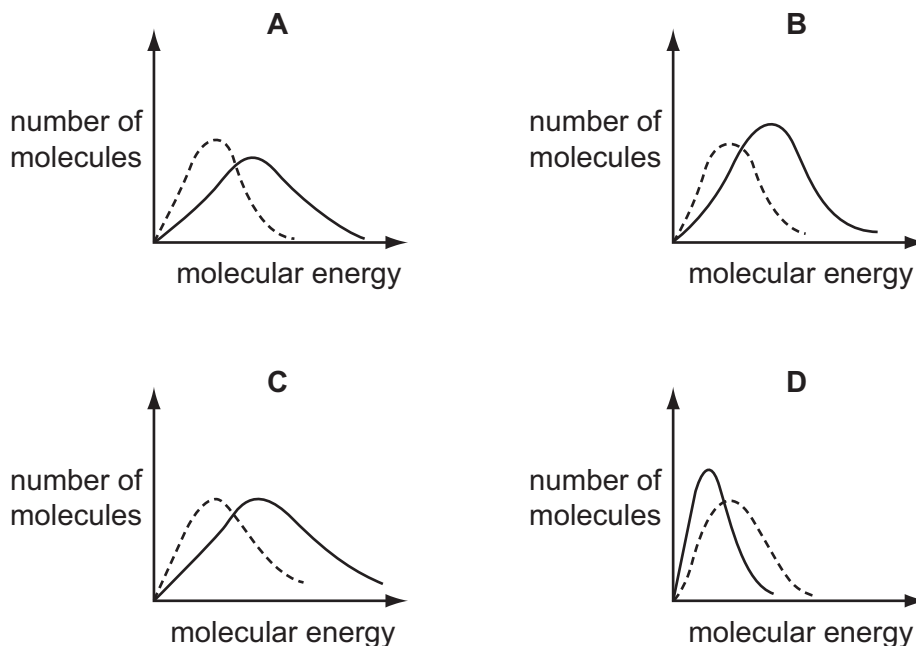 A
number of
molecules
molecular energy
B
number of
molecules
molecular energy
C
number of
molecules
molecular energy
D
number of
molecules
molecular energy